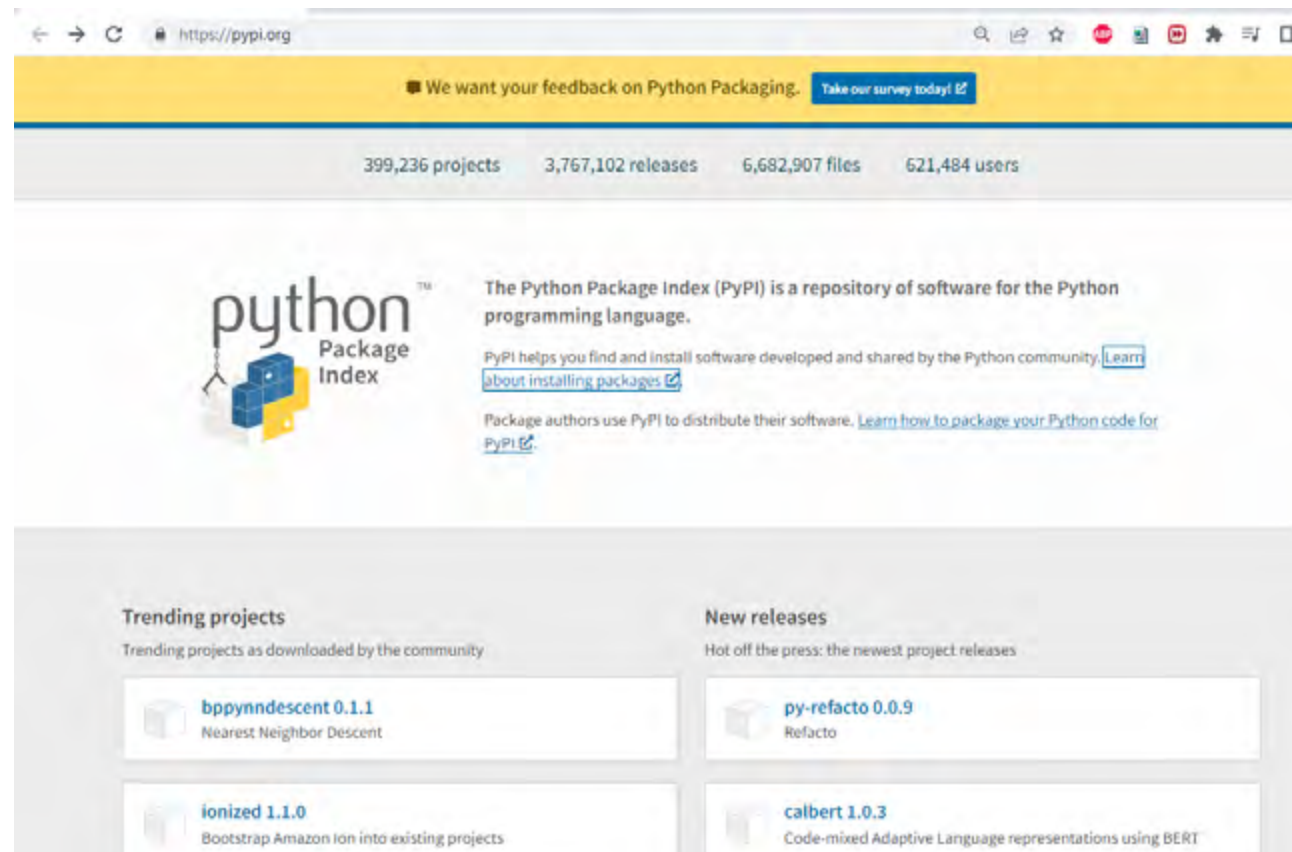 https://pypi.org
ABP
We want your feedback on Python Packaging. Take our survey today!
399,236 projects 3,767,102 releases 6,682,907 files 621,484 users
python TM
Package
Index
The Python Package Index (PyPI) is a repository of software for the Python
programming language.
PyPI helps you find and install software developed and shared by the Python community. Learn
about installing packages
Package authors use PyPI to distribute their software. Learn how to package your Python code for
PyPI.
Trending projects
Trending projects as downloaded by the community
bppynndescent 0.1.1
Nearest Neighbor Descent
ionized 1.1.0
Bootstrap Amazon Ion into existing projects
New releases
Hot off the press: the newest project releases
py-refacto 0.0.9
Refacto
calbert 1.0.3
Code-mixed Adaptive Language representations using BERT